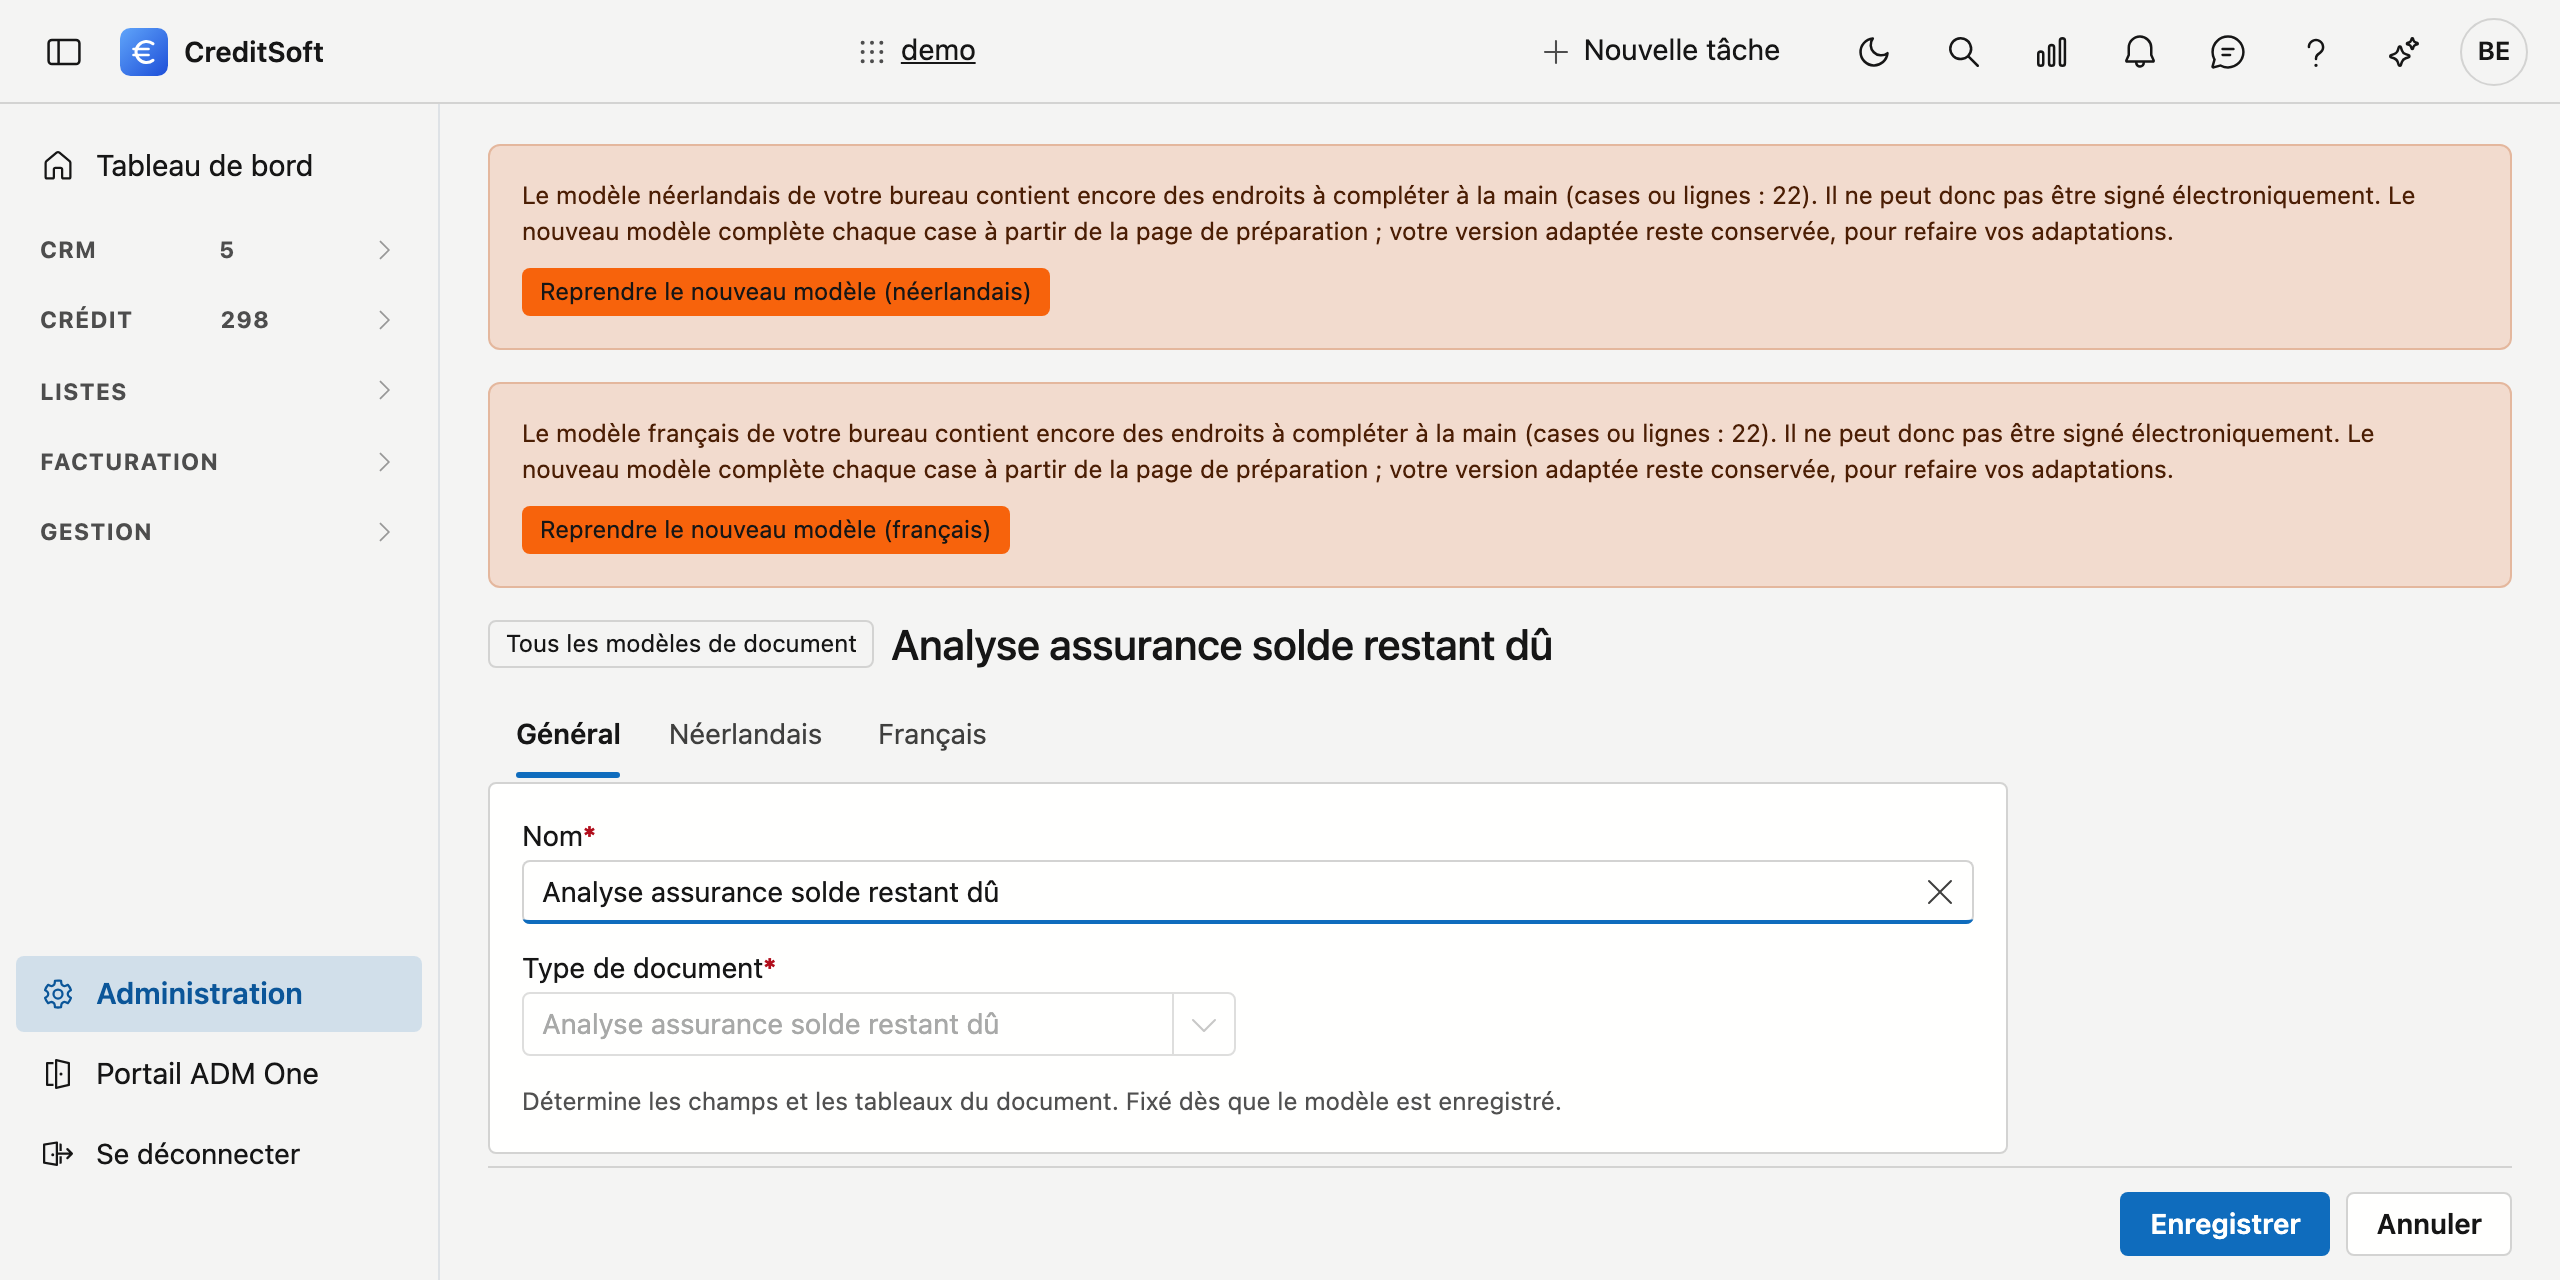 CreditSoft
demo
Nouvelle tâche
BE
Tableau de bord
CRM 5
CRÉDIT 298
LISTES
FACTURATION
GESTION
Administration
Portail ADM One
Se déconnecter
Le modèle néerlandais de votre bureau contient encore des endroits à compléter à la main (cases ou lignes : 22). Il ne peut donc pas être signé électroniquement. Le
nouveau modèle complète chaque case à partir de la page de préparation ; votre version adaptée reste conservée, pour refaire vos adaptations.
Reprendre le nouveau modèle (néerlandais)
Le modèle français de votre bureau contient encore des endroits à compléter à la main (cases ou lignes : 22). Il ne peut donc pas être signé électroniquement. Le
nouveau modèle complète chaque case à partir de la page de préparation ; votre version adaptée reste conservée, pour refaire vos adaptations.
Reprendre le nouveau modèle (français)
Tous les modèles de document
Analyse assurance solde restant dû
Général Néerlandais Français
Nom*
Analyse assurance solde restant dû
Type de document*
Analyse assurance solde restant dû
Détermine les champs et les tableaux du document. Fixé dès que le modèle est enregistré.
Enregistrer Annuler